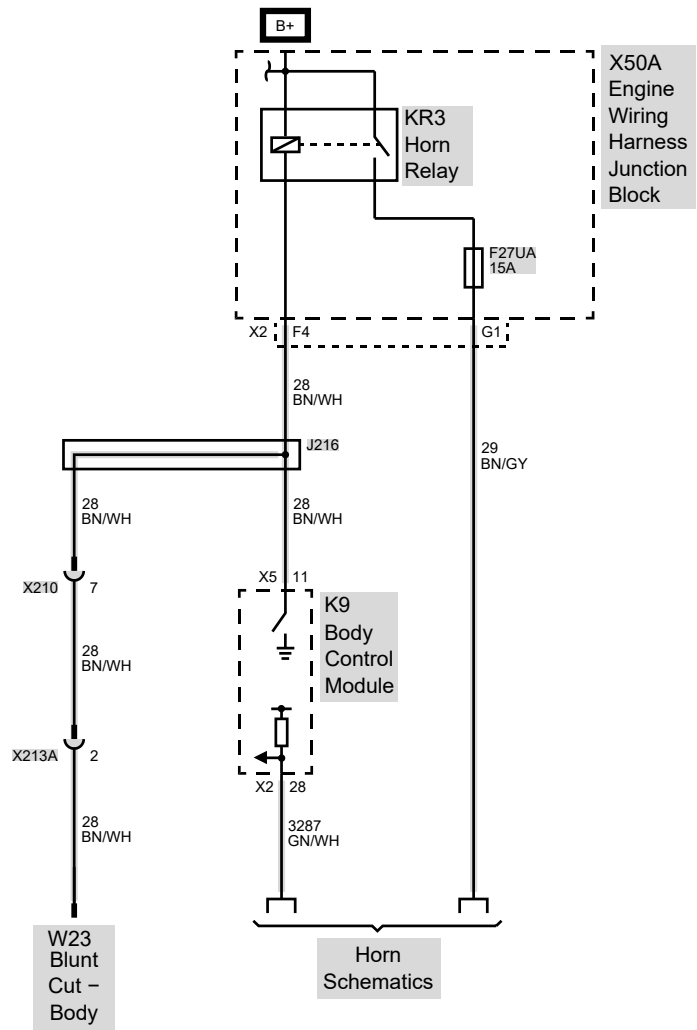 B+
X50A
Engine
Wiring
Harness
Junction
Block
KR3
Horn
Relay
F27UA
15A
X2 F4
G1
28
BN/WH
J216
29
BN/GY
28
BN/WH
28
BN/WH
X5 11
X210 7
K9
Body
Control
Module
28
BN/WH
X213A 2
X2 28
28
BN/WH
3287
GN/WH
W23
Blunt
Cut –
Body
Horn
Schematics